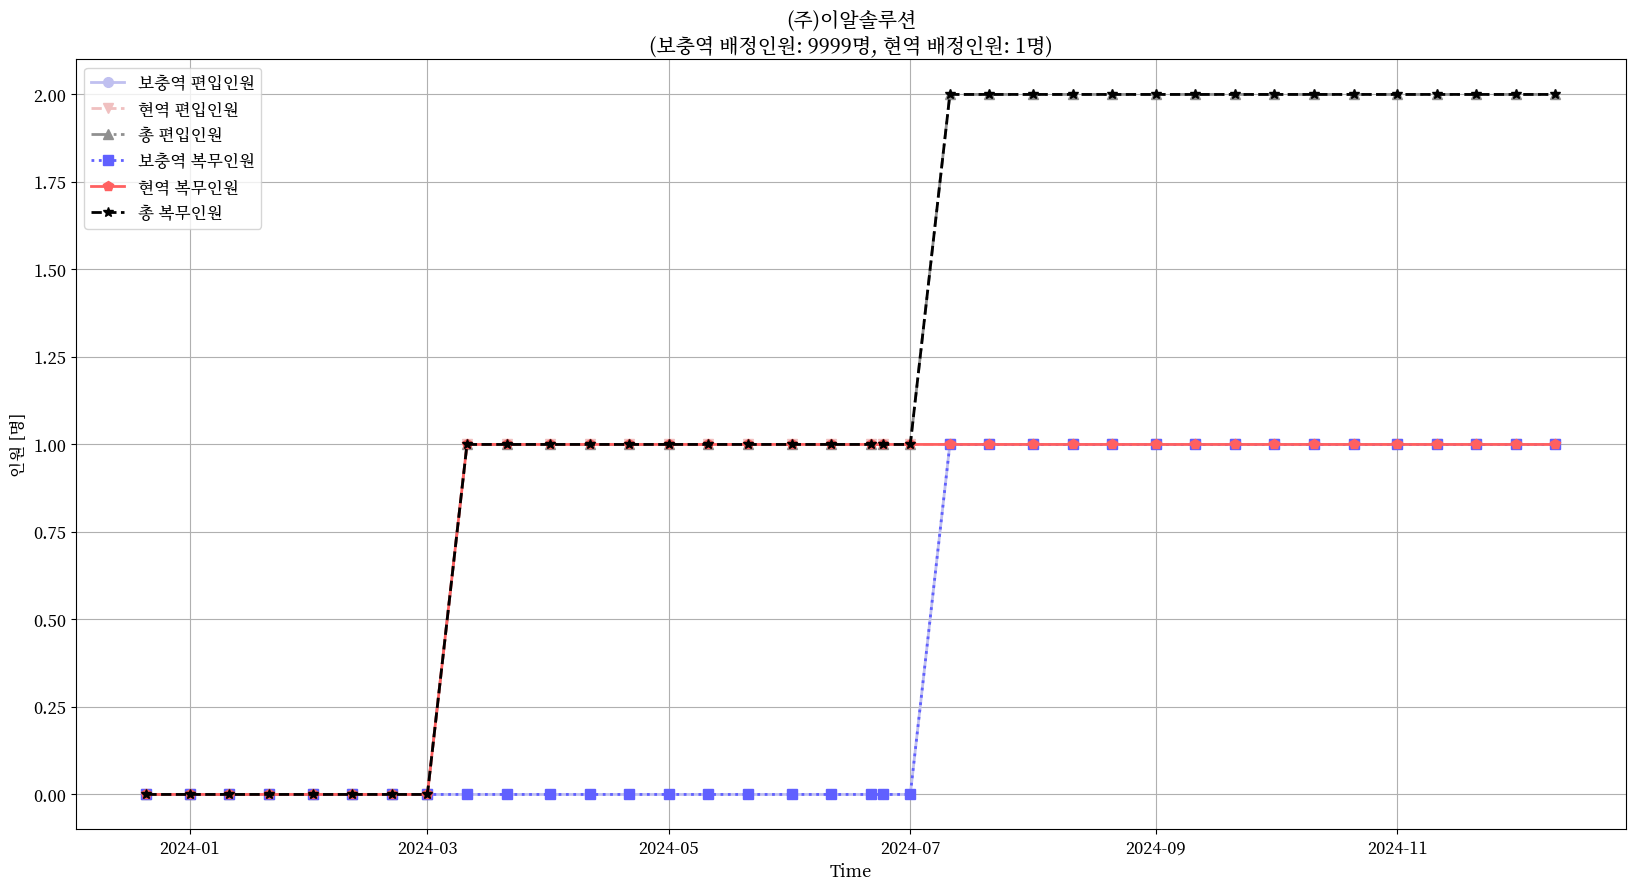 (주)이알솔루션
(보충역 배정인원: 9999명, 현역 배정인원: 1명)
보충역 편입인원
현역 편입인원
총 편입인원
보충역 복무인원
현역 복무인원
총 복무인원
2.00
1.75
1.50
1.25
1.00
0.75
0.50
0.25
0.00
인원 [명]
2024-01 2024-03 2024-05 2024-07 2024-09 2024-11
Time